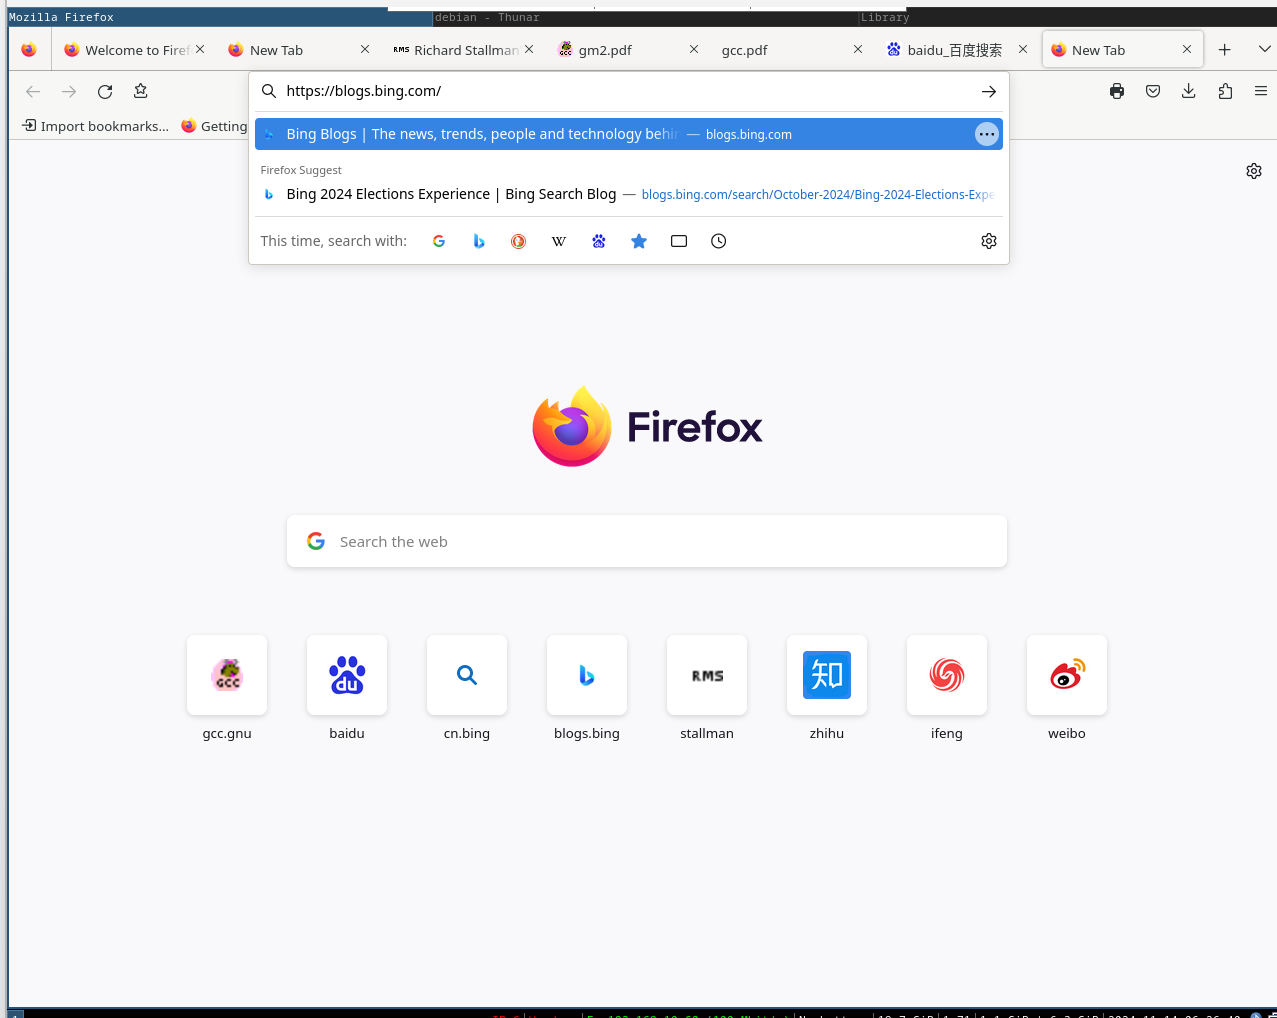 Mozilla Firefox debian - Thunar Library
Welcome to Firef New Tab Richard Stallman gm2.pdf gcc.pdf baidu_百度搜索 New Tab
https://blogs.bing.com/
Import bookmarks... Getting
Bing Blogs | The news, trends, people and technology behin — blogs.bing.com
Firefox Suggest
Bing 2024 Elections Experience | Bing Search Blog — blogs.bing.com/search/October-2024/Bing-2024-Elections-Expe
This time, search with:
Firefox
Search the web
GCC du RMS 知
gcc.gnu baidu cn.bing blogs.bing stallman zhihu ifeng weibo